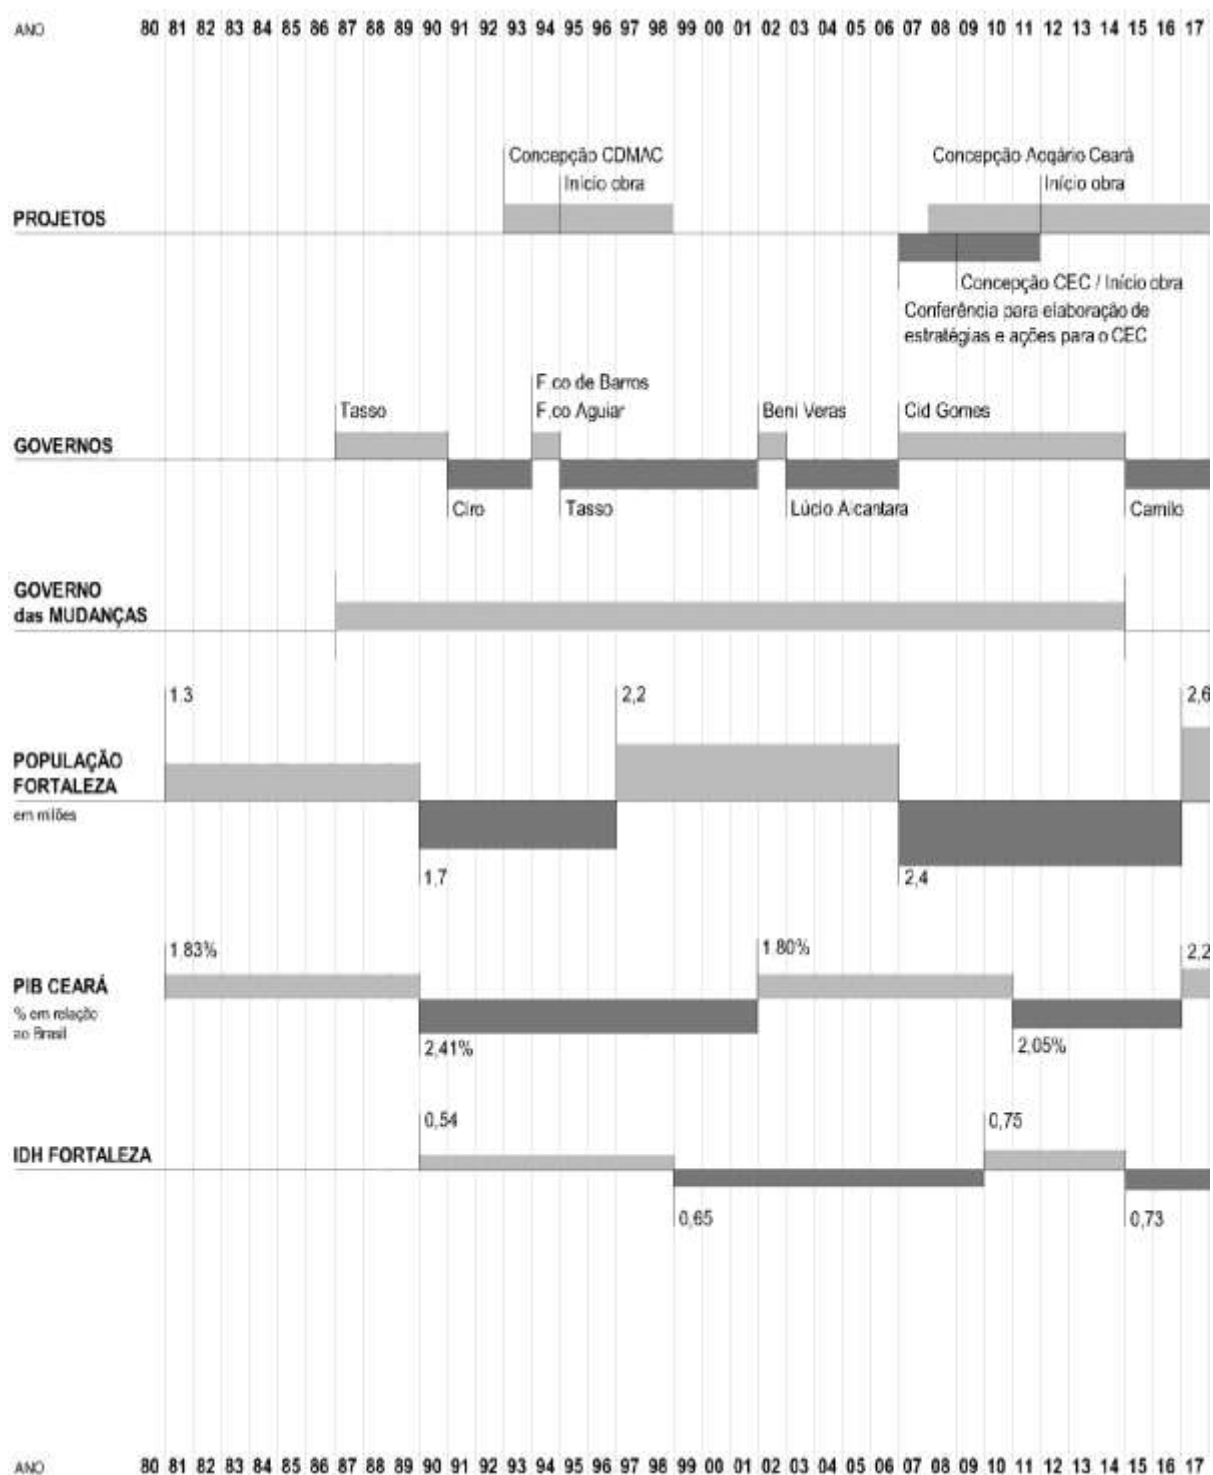 ANO 80 81 82 83 84 85 86 87 88 89 90 91 92 93 94 95 96 97 98 99 00 01 02 03 04 05 06 07 08 09 10 11 12 13 14 15 16 17
Concepção CDMAC
Início obra
Concepção Acqário Ceará
Início obra
PROJETOS
Concepção CEC / Início obra
Conferência para elaboração de
estratégias e ações para o CEC
Tasso
F.co de Barros
F.co Aguiar
Beni Veras
Cid Gomes
GOVERNOS
Ciro
Tasso
Lúcio Alcantara
Camilo
GOVERNO
das MUDANÇAS
1.3
2,2
2,6
POPULAÇÃO
FORTALEZA
em milões
1.7
2,4
1 83%
1 80%
2,2
PIB CEARÁ
% em relação
ao Brasil
2,41%
2,05%
0,54
0,75
IDH FORTALEZA
0,65
0,73
ANO 80 81 82 83 84 85 86 87 88 89 90 91 92 93 94 95 96 97 98 99 00 01 02 03 04 05 06 07 08 09 10 11 12 13 14 15 16 17